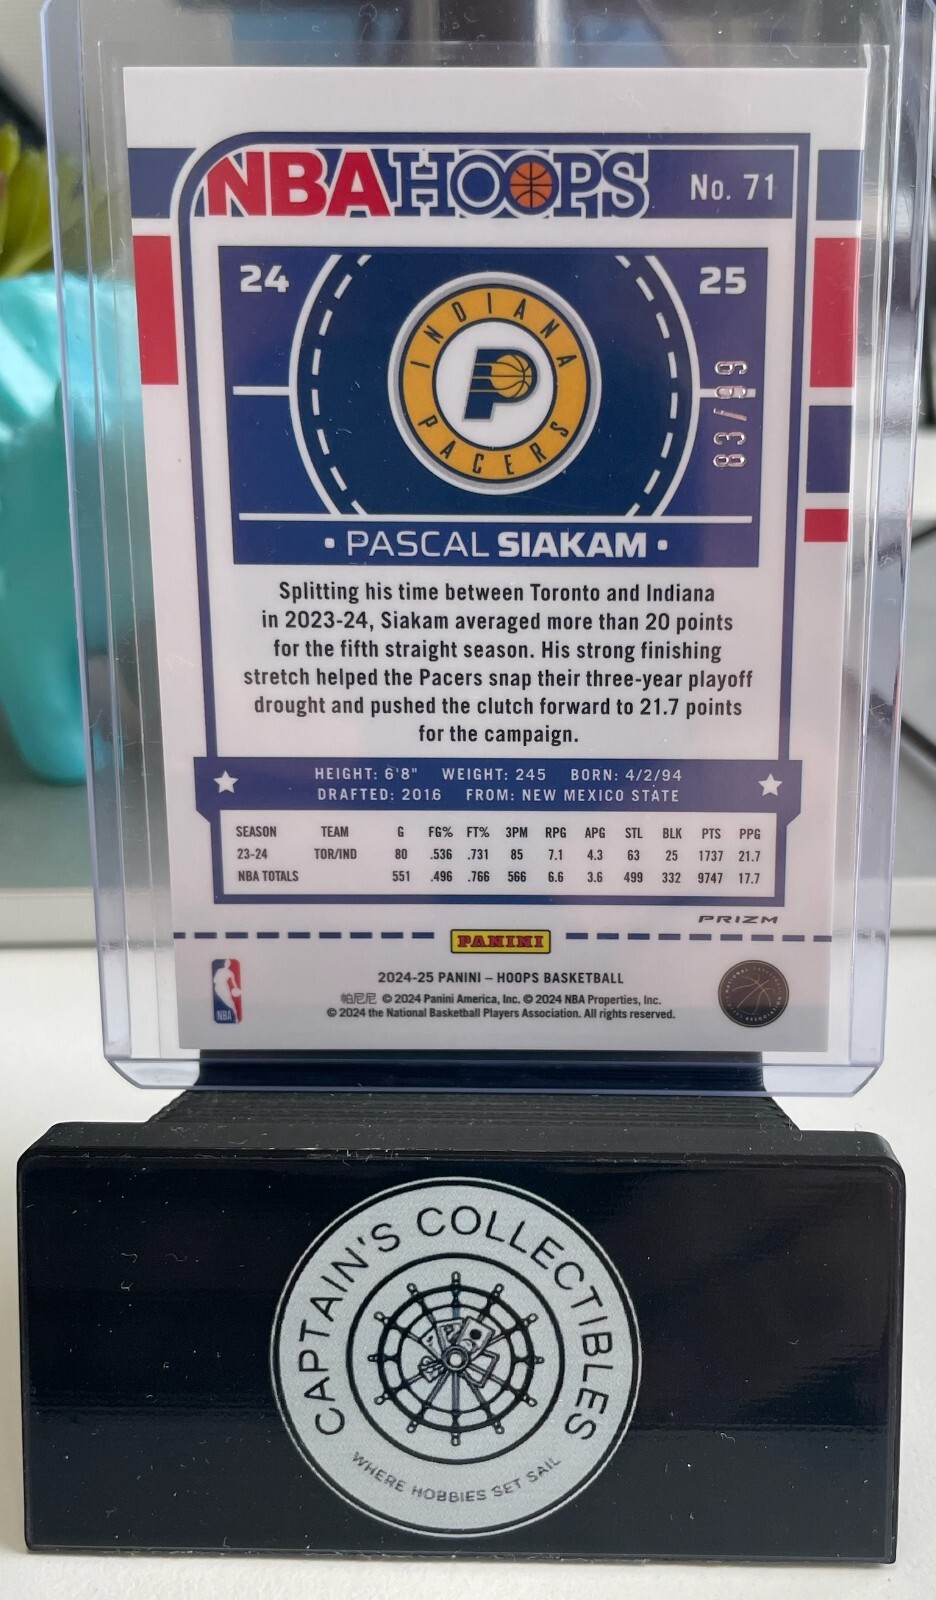 NBA HOOPS No. 71
24 25
INDIANA
PACERS
83/99
• PASCAL SIAKAM •
Splitting his time between Toronto and Indiana
in 2023-24, Siakam averaged more than 20 points
for the fifth straight season. His strong finishing
stretch helped the Pacers snap their three-year playoff
drought and pushed the clutch forward to 21.7 points
for the campaign.
HEIGHT: 6'8" WEIGHT: 245 BORN: 4/2/94
DRAFTED: 2016 FROM: NEW MEXICO STATE
SEASON TEAM G FG% FT% 3PM RPG APG STL BLK PTS PPG
23-24 TOR/IND 80 .536 .731 85 7.1 4.3 63 25 1737 21.7
NBA TOTALS 551 .496 .766 566 6.6 3.6 499 332 9747 17.7
PRIZM
PANINI
2024-25 PANINI – HOOPS BASKETBALL
帕尼尼 © 2024 Panini America, Inc. © 2024 NBA Properties, Inc.
© 2024 the National Basketball Players Association. All rights reserved.
NBA
CAPTAIN'S COLLECTIBLES
WHERE HOBBIES SET SAIL